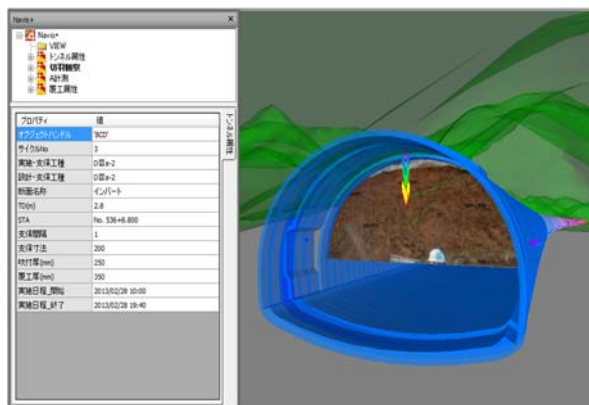 Navis+
Navis+
VIEW
トンネル属性
切羽観察
A計測
覆工属性
プロパティ 値
オブジェクトハンドル 'BCD'
サイクルNo 3
実施・支保工種 DⅢa-2
設計・支保工種 DⅢa-2
断面名称 インバート
TD(m) 2.8
STA No. 536+8.800
支保間隔 1
支保寸法 200
吹付厚(mm) 250
覆工厚(mm) 350
実施日程_開始 2013/02/28 10:00
実施日程_終了 2013/02/28 19:40
トンネル属性